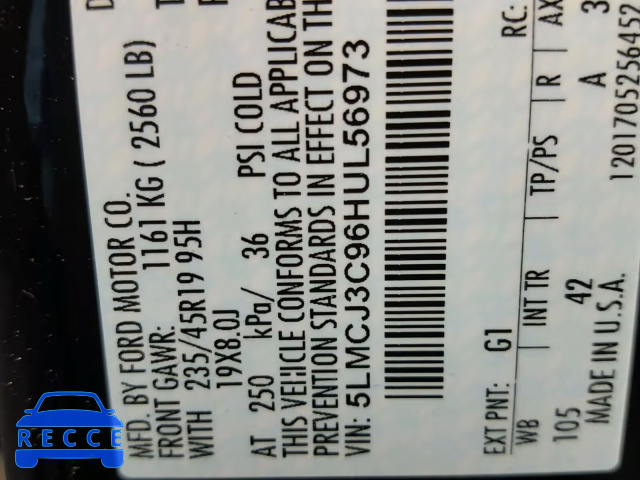 D
MFD. BY FORD MOTOR CO. T
FRONT GAWR: 1161 KG ( 2560 LB)
WITH 235/45R19 95H
19X8.0J
AT 250 kPa/ 36 PSI COLD
THIS VEHICLE CONFORMS TO ALL APPLICAB
PREVENTION STANDARDS IN EFFECT ON TH
VIN: 5LMCJ3C96HUL56973
EXT PNT: G1 RC:
WB INT TR TP/PS R AX
105 42 A 3
MADE IN U.S.A.
1201705256452
RECCE